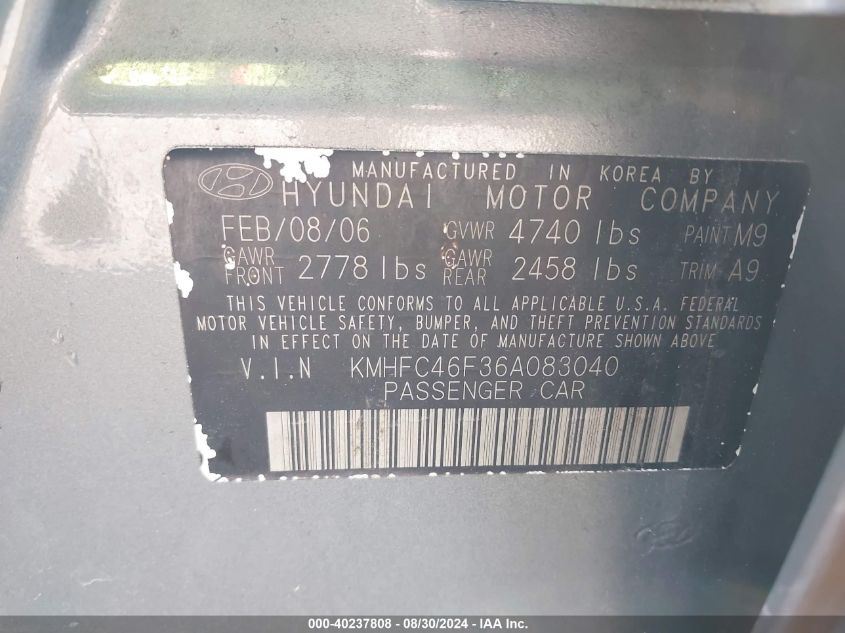 MANUFACTURED IN KOREA BY
HYUNDAI MOTOR COMPANY
FEB/08/06 GVWR 4740 lbs PAINT M9
GAWR FRONT 2778 lbs GAWR REAR 2458 lbs TRIM A9
THIS VEHICLE CONFORMS TO ALL APPLICABLE U.S.A. FEDERAL
MOTOR VEHICLE SAFETY, BUMPER, AND THEFT PREVENTION STANDARDS
IN EFFECT ON THE DATE OF MANUFACTURE SHOWN ABOVE
V.I.N KMHFC46F36A083040
PASSENGER CAR
000-40237808 - 08/30/2024 - IAA Inc.